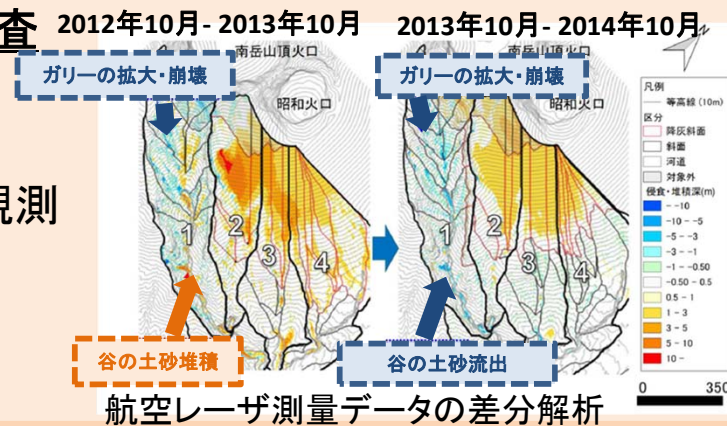 査
2012年10月- 2013年10月
2013年10月- 2014年10月
南岳山頂火口
昭和火口
ガリーの拡大・崩壊
1
2
3
4
谷の土砂堆積
南岳山頂火口
昭和火口
ガリーの拡大・崩壊
1
2
3
4
谷の土砂流出
観測
凡例
等高線 (10m)
区分
降灰斜面
斜面
河道
対象外
侵食・堆積深(m)
- -10
-10 - -5
-5 - -3
-3 - -1
-1 - -0.50
-0.50 - 0.5
0.5 - 1
1 - 3
3 - 5
5 - 10
10 -
0 350
航空レーザ測量データの差分解析